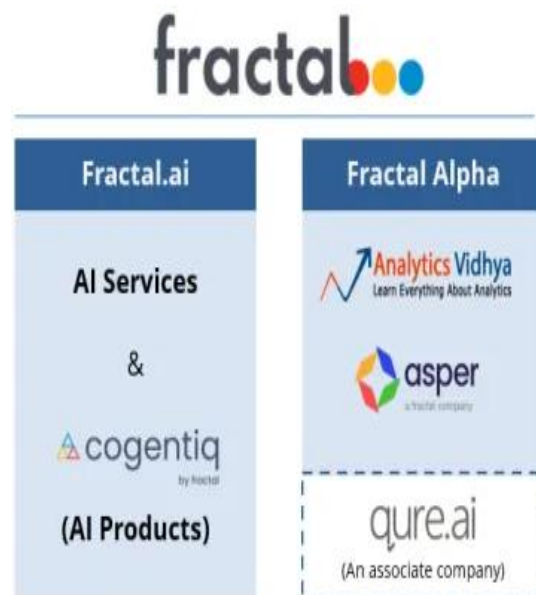 fractal
Fractal.ai
AI Services
&
cogentiq
by fractal
(AI Products)
Fractal Alpha
Analytics Vidhya
Learn Everything About Analytics
asper
a fractal company
qure.ai
(An associate company)